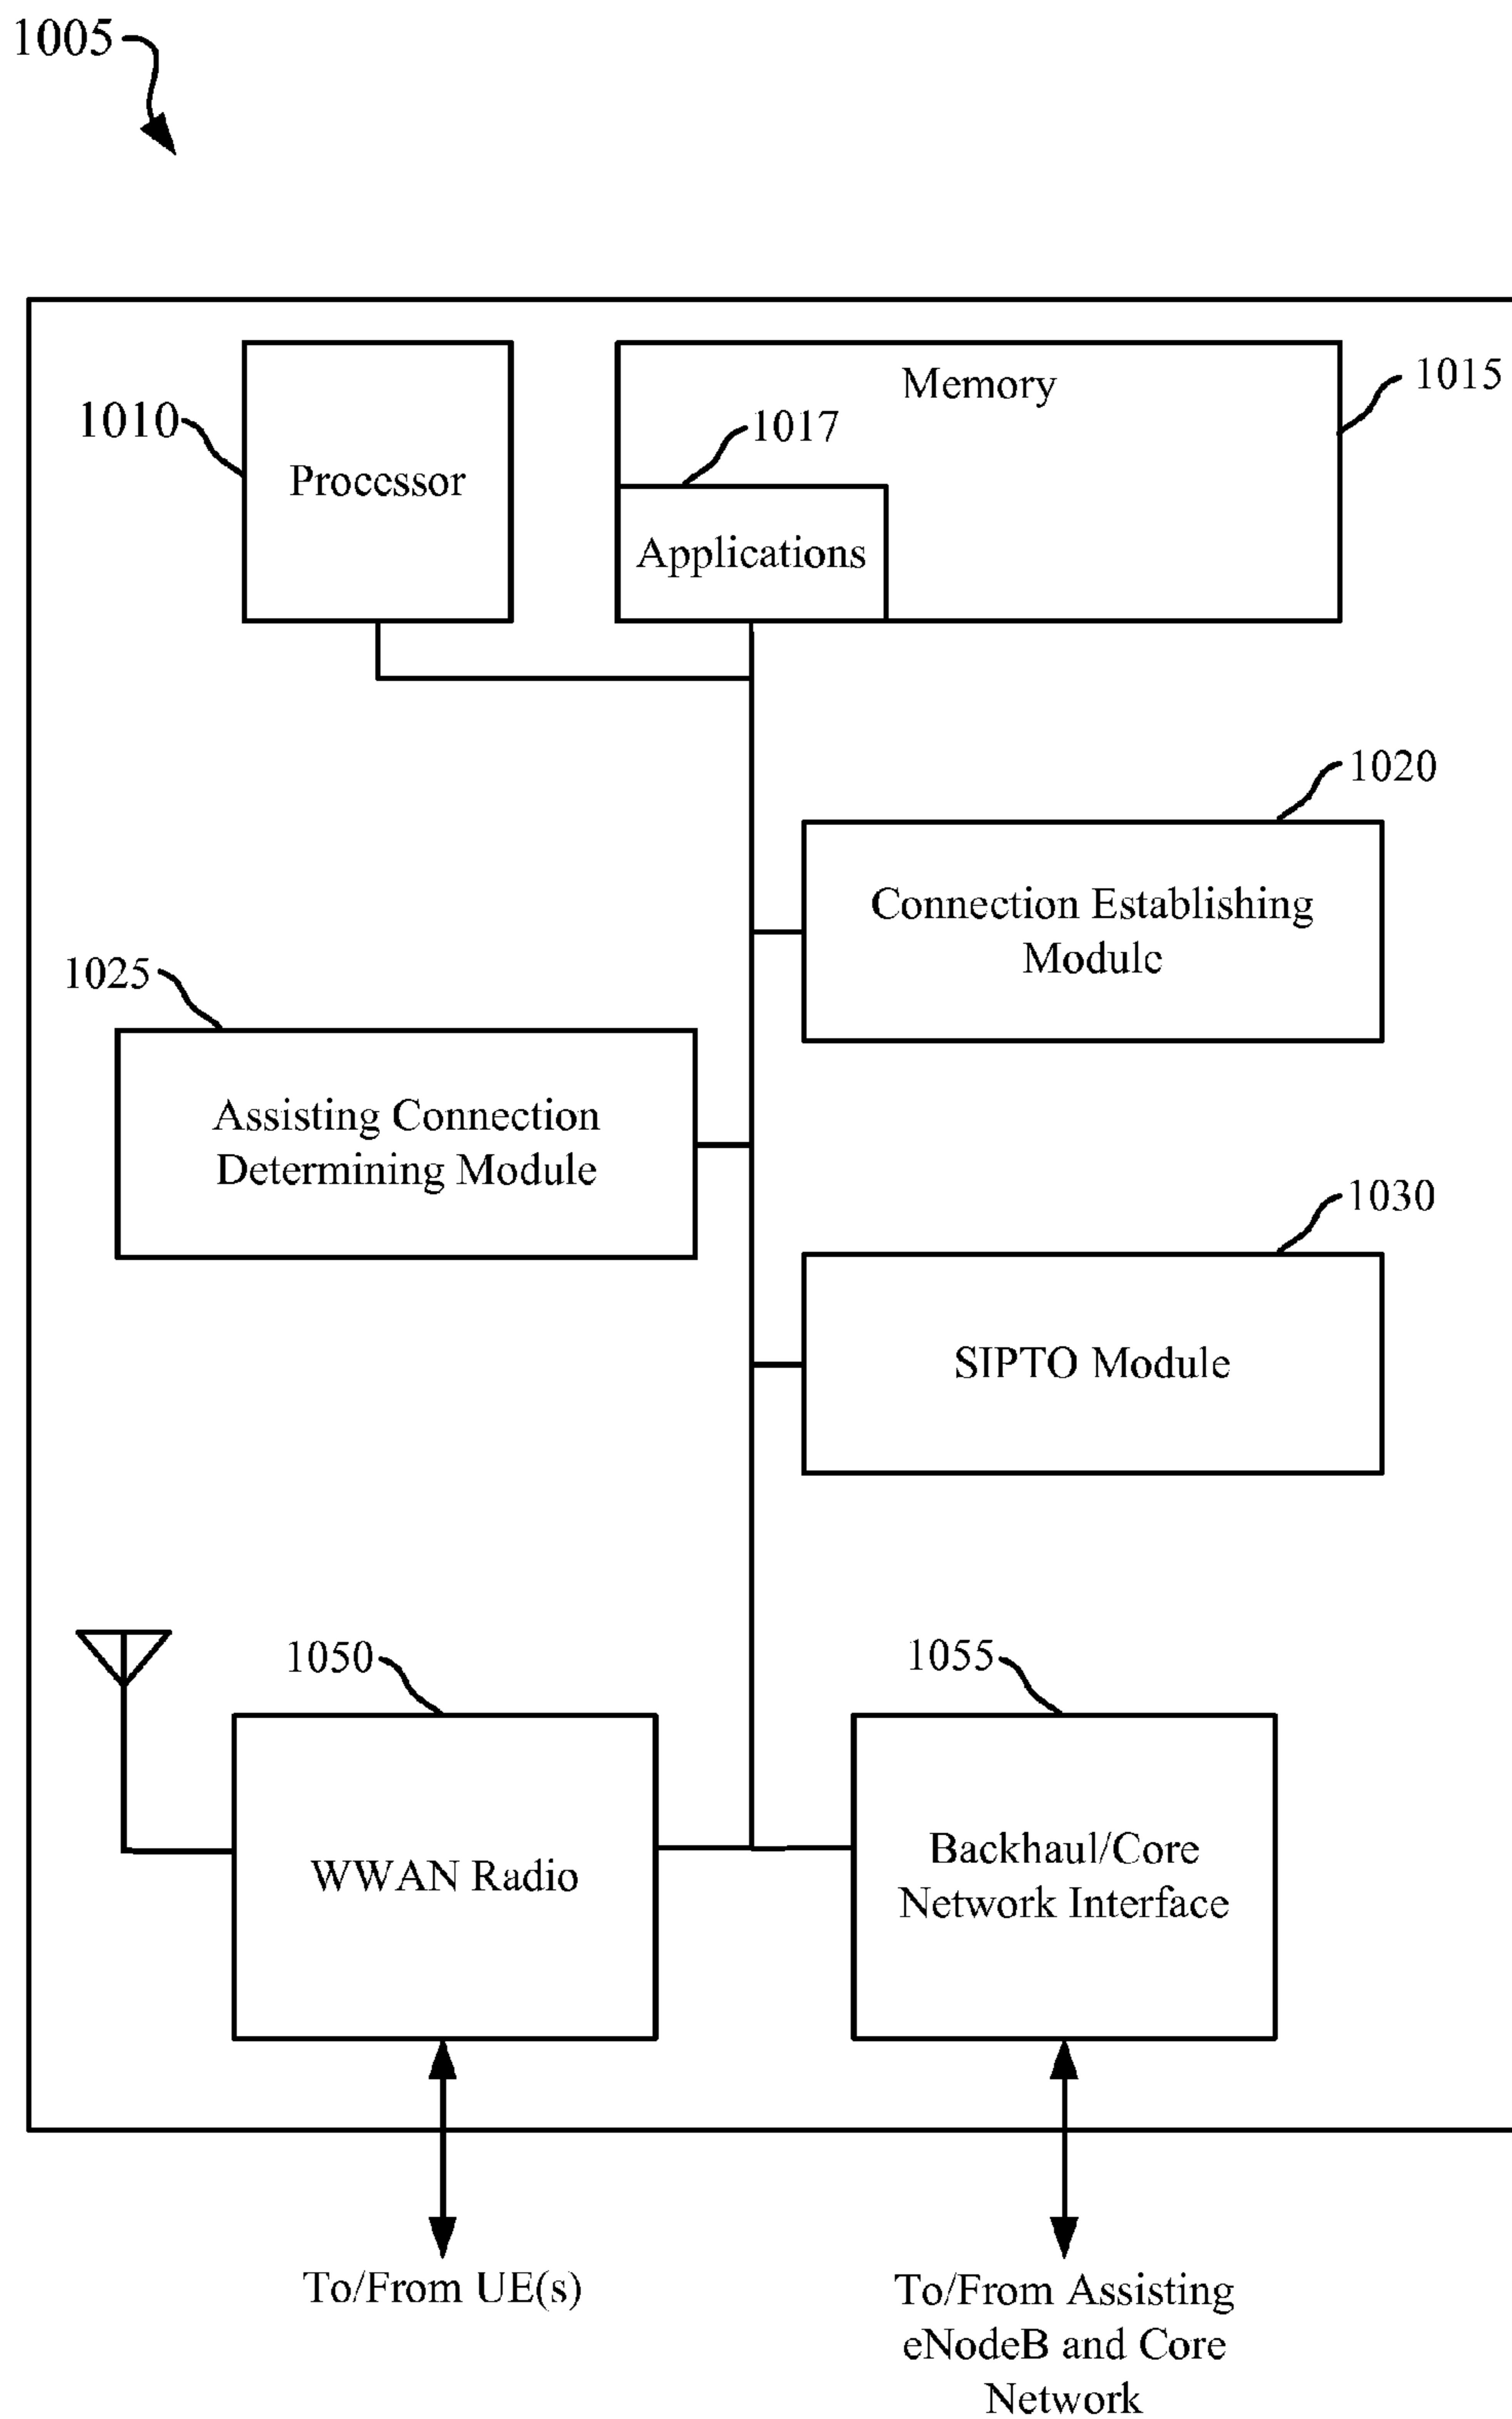 1005
Memory
1015
1010
1017
Processor
Applications
1020
Connection Establishing
Module
1025
Assisting Connection
Determining Module
1030
SIPTO Module
1050
1055
WWAN Radio
Backhaul/Core
Network Interface
To/From UE(s)
To/From Assisting
eNodeB and Core
Network